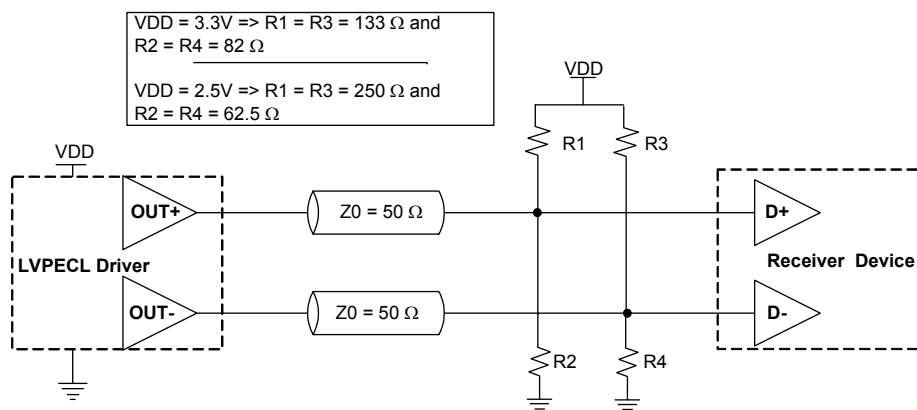 VDD = 3.3V => R1 = R3 = 133 Ω and
R2 = R4 = 82 Ω
VDD = 2.5V => R1 = R3 = 250 Ω and
R2 = R4 = 62.5 Ω
VDD
R1
R3
VDD
OUT+
Z0 = 50 Ω
D+
LVPECL Driver
Receiver Device
OUT-
Z0 = 50 Ω
D-
R2
R4